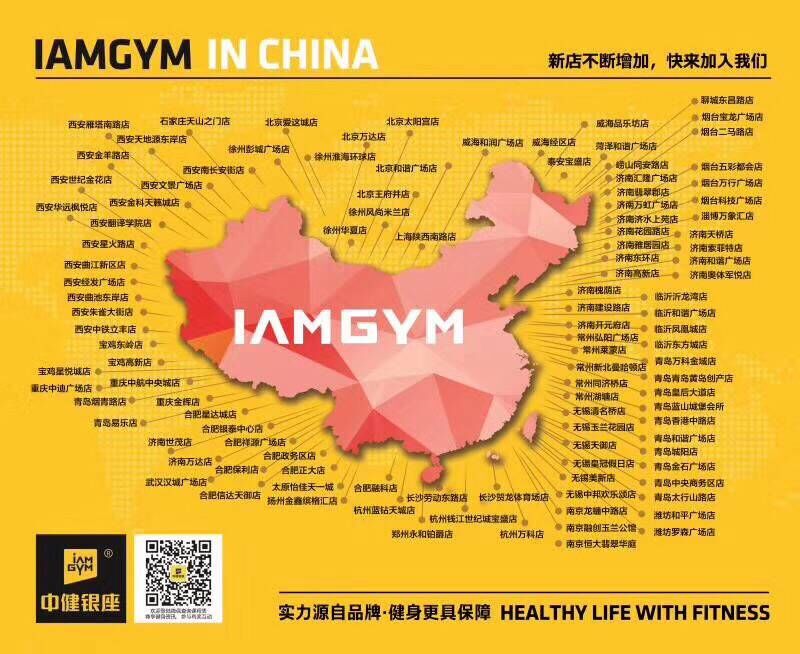 IAMGYM IN CHINA
新店不断增加，快来加入我们
聊城东昌路店
烟台宝龙广场店
烟台二马路店
西安雁塔南路店
石家庄天山之门店
北京爱这城店
北京太阳宫店
威海品乐坊店
西安天地源东岸店
徐州彭城广场店
北京万达店
威海和润广场店
威海经区店
菏泽和谐广场店
西安金羊路店
西安南长安街店
徐州淮海环球店
北京和谐广场店
泰安宝盛店
崂山同安路店
烟台五彩都会店
西安世纪金花店
西安文景广场店
北京王府井店
济南汇隆广场店
济南翡翠郡店
烟台万行广场店
西安华远枫悦店
西安金科天籁城店
徐州风尚米兰店
济南万虹广场店
烟台科技广场店
西安翻译学院店
徐州华夏店
上海陕西南路店
济南济水上苑店
淄博万象汇店
西安星火路店
济南花园路店
济南天桥店
济南雅居园店
济南索菲特店
西安曲江新区店
济南东环店
济南和谐广场店
西安经发广场店
济南高新店
济南奥体军悦店
西安曲池东岸店
济南槐荫店
临沂沂龙湾店
西安朱雀大街店
济南建设路店
临沂和谐广场店
西安中铁立丰店
IAMGYM
济南开元府店
临沂凤凰城店
宝鸡东岭店
常州弘阳广场店
临沂东方城店
宝鸡高新店
常州莱蒙店
青岛万科金域店
宝鸡星悦城店
常州新北曼哈顿店
重庆中迪广场店
重庆中航中央城店
常州同济桥店
青岛青岛黄岛创产店
青岛烟青路店
重庆金辉店
常州湖塘店
青岛皇后大道店
青岛易乐店
合肥星达城店
无锡清名桥店
青岛蓝山城堡会所
合肥银泰中心店
无锡玉兰花园店
青岛香港中路店
济南世茂店
合肥祥源广场店
无锡天御店
青岛和谐广场店
济南万达店
合肥政务区店
无锡皇冠假日店
青岛城阳店
武汉汉城广场店
合肥保利店
合肥正大店
无锡美新店
青岛金石广场店
合肥信达天御店
太原怡佳天一城
合肥融科店
长沙劳动东路店
长沙贺龙体育场店
无锡中邦欢乐颂店
青岛中央商务区店
扬州金鑫缤格汇店
杭州蓝钻天城店
南京龙蟠中路店
青岛太行山路店
杭州钱江世纪城宝盛店
南京融创玉兰公馆
潍坊和平广场店
郑州永和铂爵店
杭州万科店
南京恒大翡翠华庭
潍坊罗森广场店
IAM
GYM
®
中健银座
实力源自品牌·健身更具保障 HEALTHY LIFE WITH FITNESS